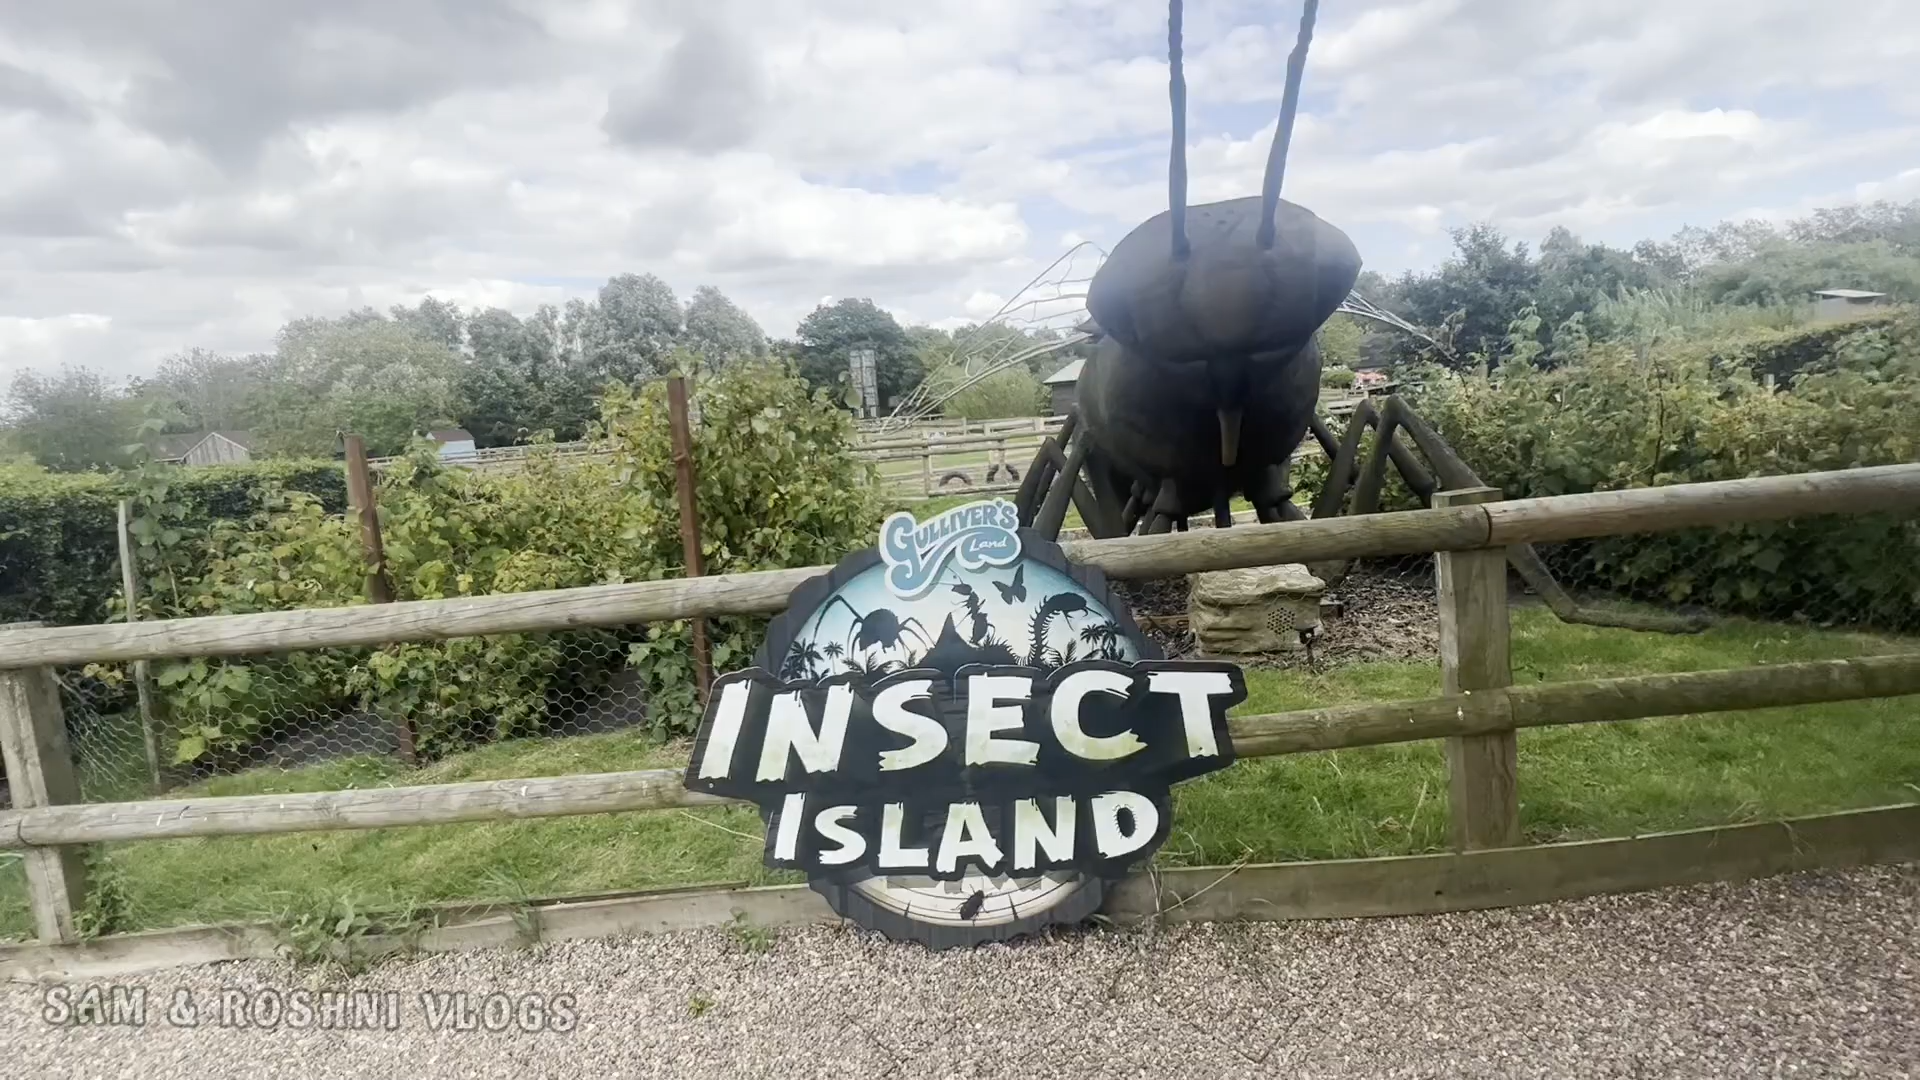 GULLIVER'S
Land
INSECT
ISLAND
SAM & ROSHNI VLOGS